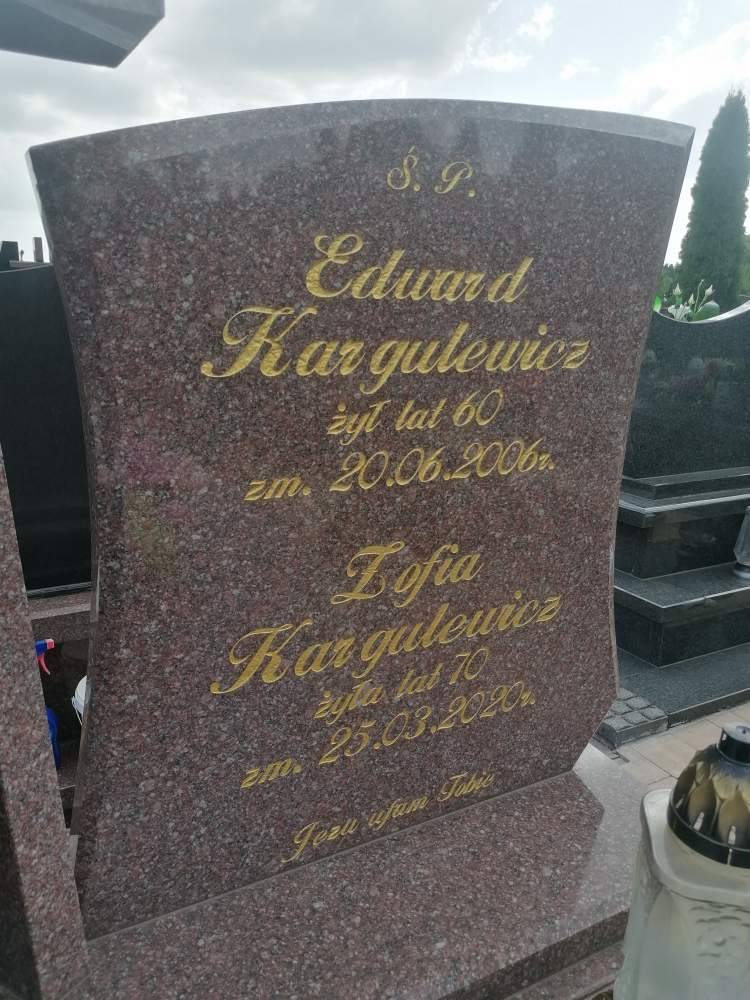 Ś. P.
Edward
Kargulewicz
żył lat 60
zm. 20.06.2006r.
Zofia
Kargulewicz
żyła lat 70
zm. 25.03.2020r.
Jezu ufam Tobie